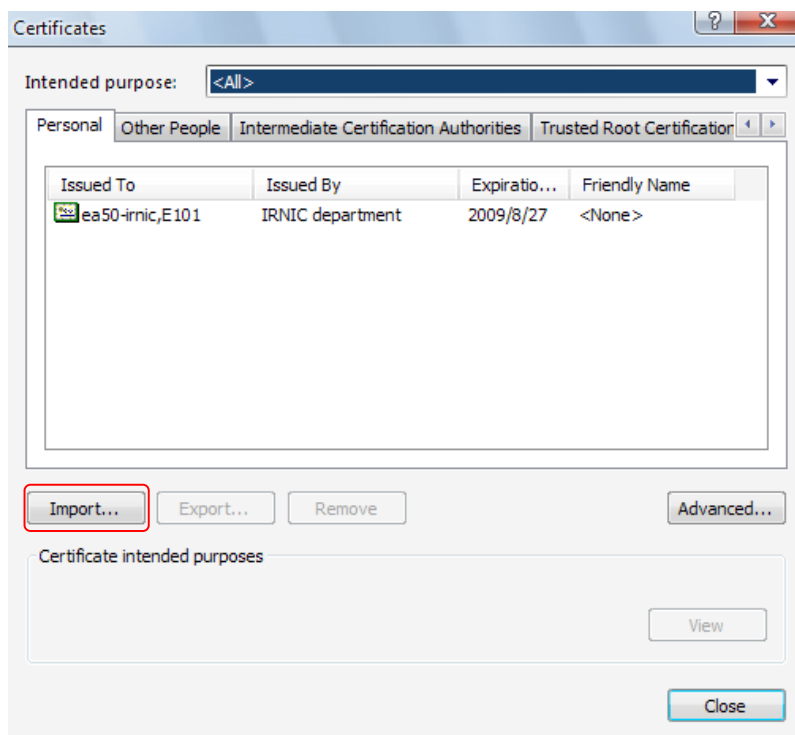 Certificates
Intended purpose: <All>
Personal Other People Intermediate Certification Authorities Trusted Root Certification
Issued To Issued By Expiratio... Friendly Name
ea50-irnic,E101 IRNIC department 2009/8/27 <None>
Import... Export... Remove Advanced...
Certificate intended purposes
View
Close